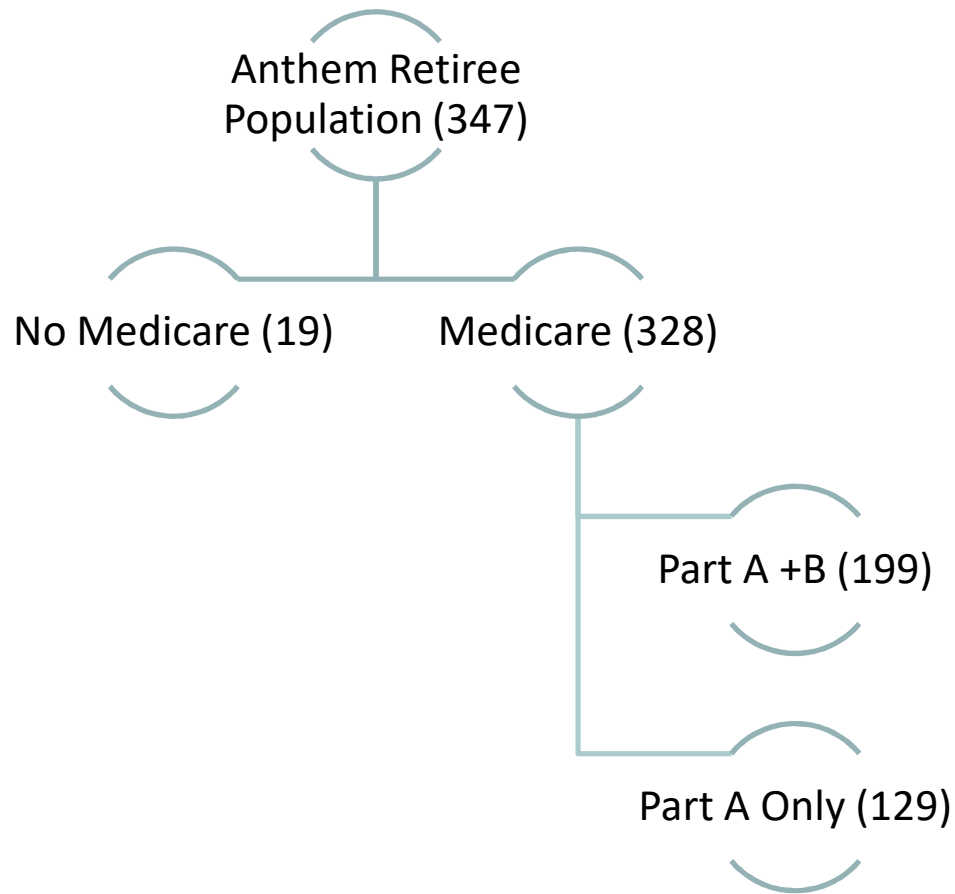 Anthem Retiree
Population (347)
No Medicare (19)
Medicare (328)
Part A +B (199)
Part A Only (129)